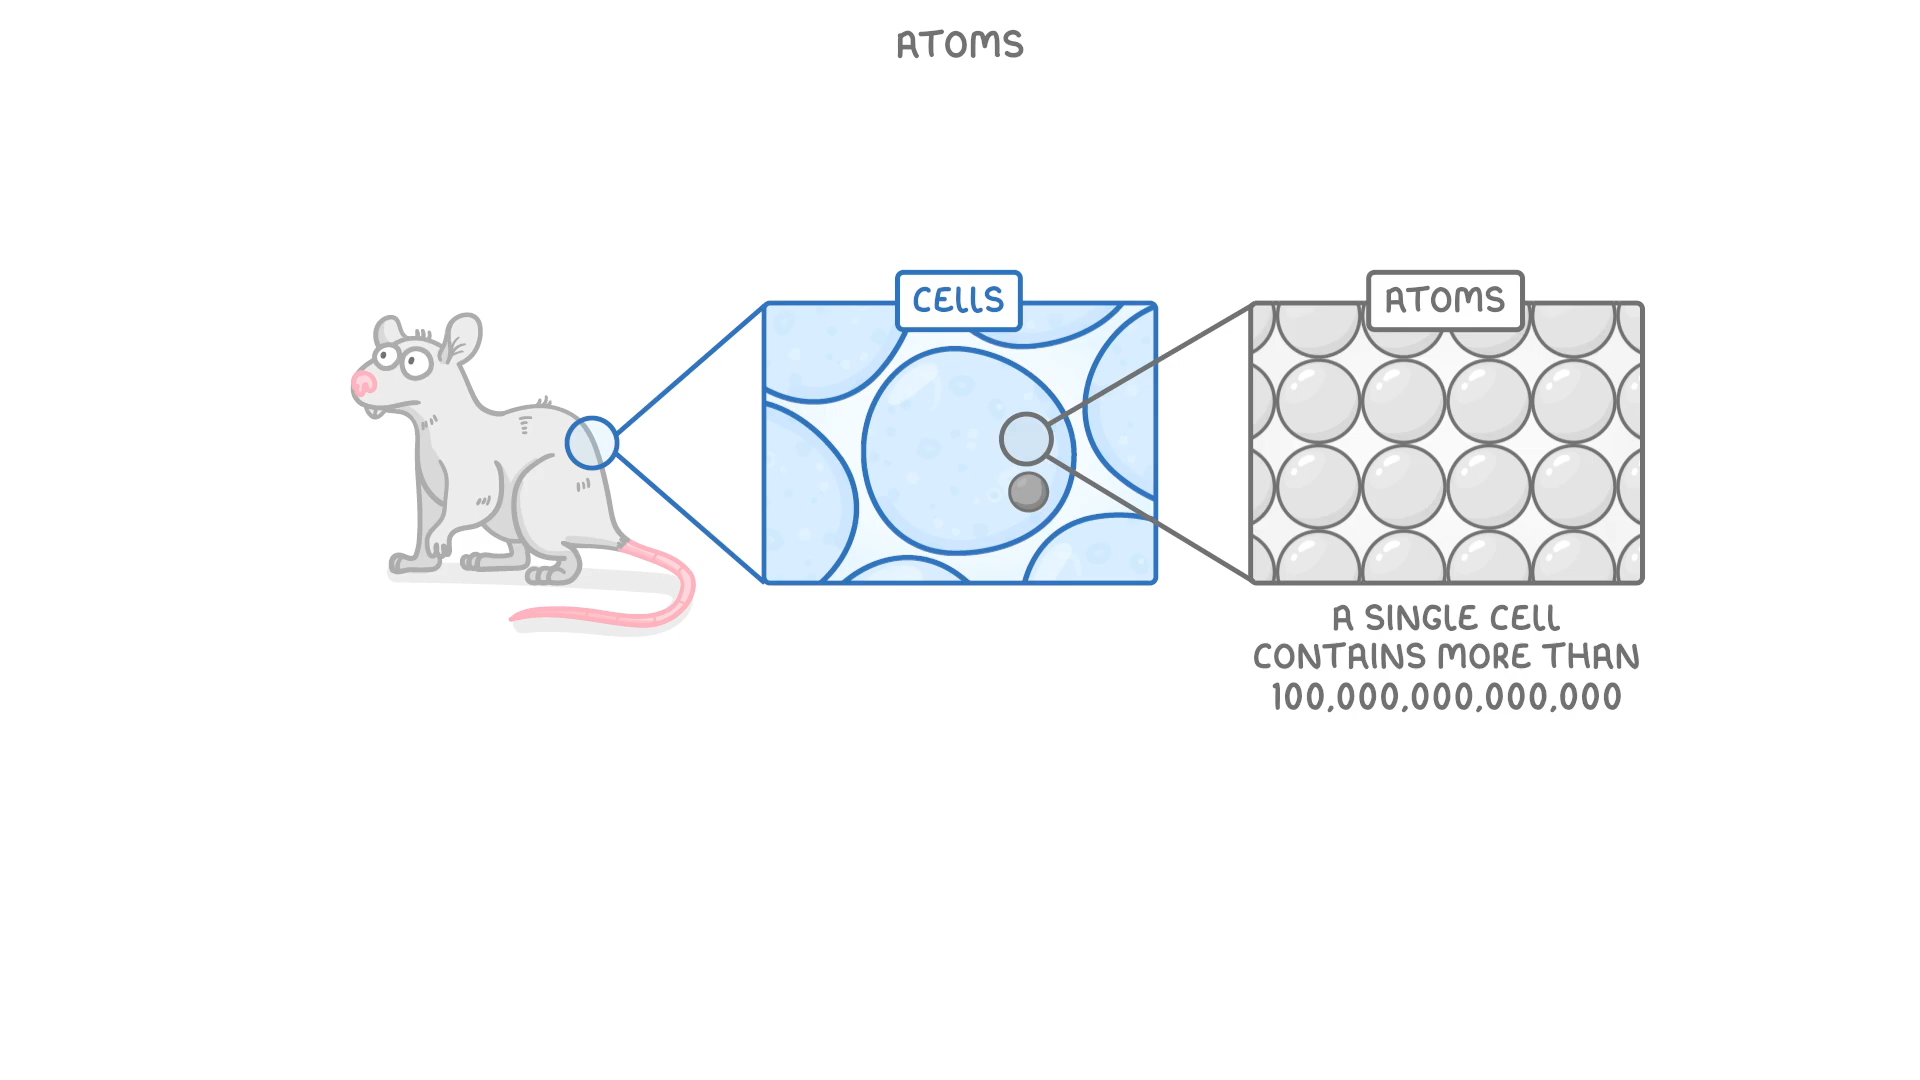 ATOMS
CELLS
ATOMS
A SINGLE CELL
CONTAINS MORE THAN
100,000,000,000,000